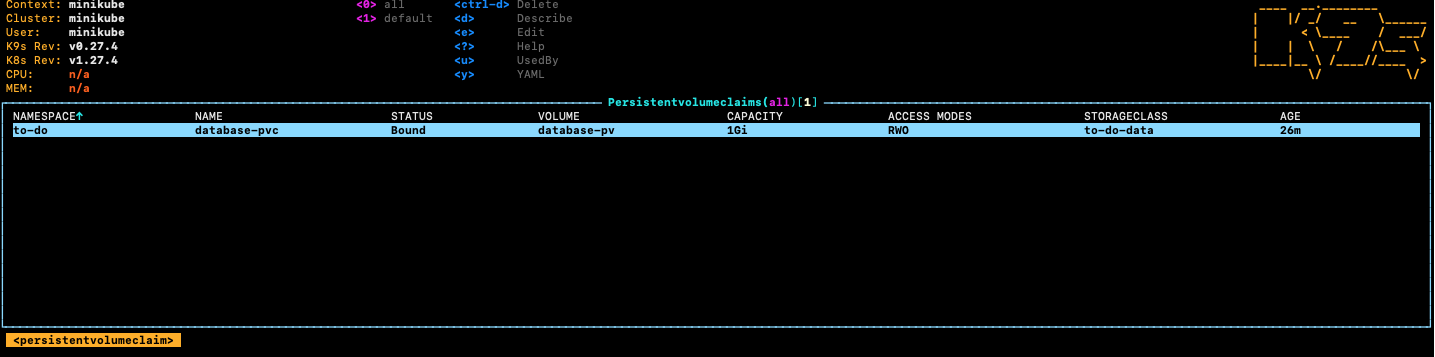 Context: minikube <0> all <ctrl-d> Delete
Cluster: minikube <1> default <d> Describe
User: minikube <e> Edit
K9s Rev: v0.27.4 <?> Help
K8s Rev: v1.27.4 <u> UsedBy
CPU: n/a <y> YAML
MEM: n/a
Persistentvolumeclaims(all)[1]
NAMESPACE↑ NAME STATUS VOLUME CAPACITY ACCESS MODES STORAGECLASS AGE
to-do database-pvc Bound database-pv 1Gi RWO to-do-data 26m
<persistentvolumeclaim>